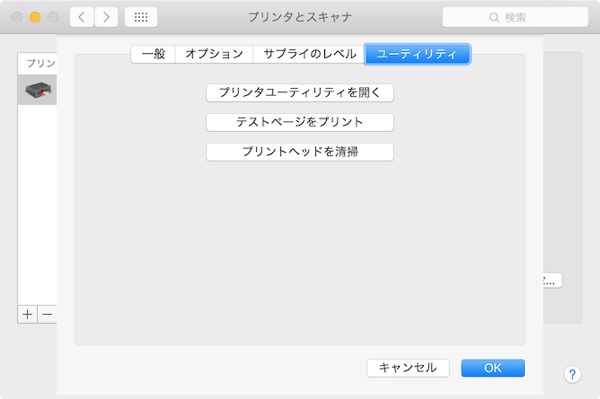 プリンタとスキャナ
検索
プリン
一般
オプション
サプライのレベル
ユーティリティ
プリンタユーティリティを開く
テストページをプリント
プリントヘッドを清掃
...
キャンセル
OK
?